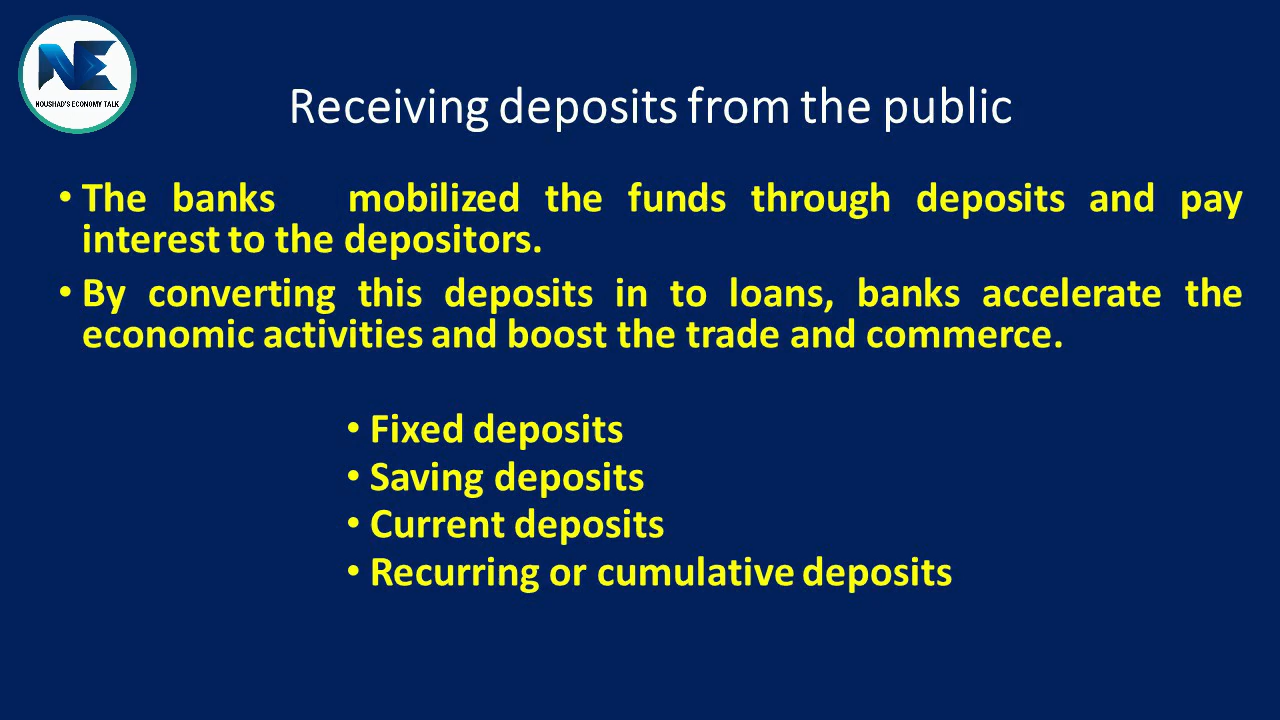 NE
NOUSHAD'S ECONOMY TALK
Receiving deposits from the public
• The banks mobilized the funds through deposits and pay
interest to the depositors.
• By converting this deposits in to loans, banks accelerate the
economic activities and boost the trade and commerce.
• Fixed deposits
• Saving deposits
• Current deposits
• Recurring or cumulative deposits